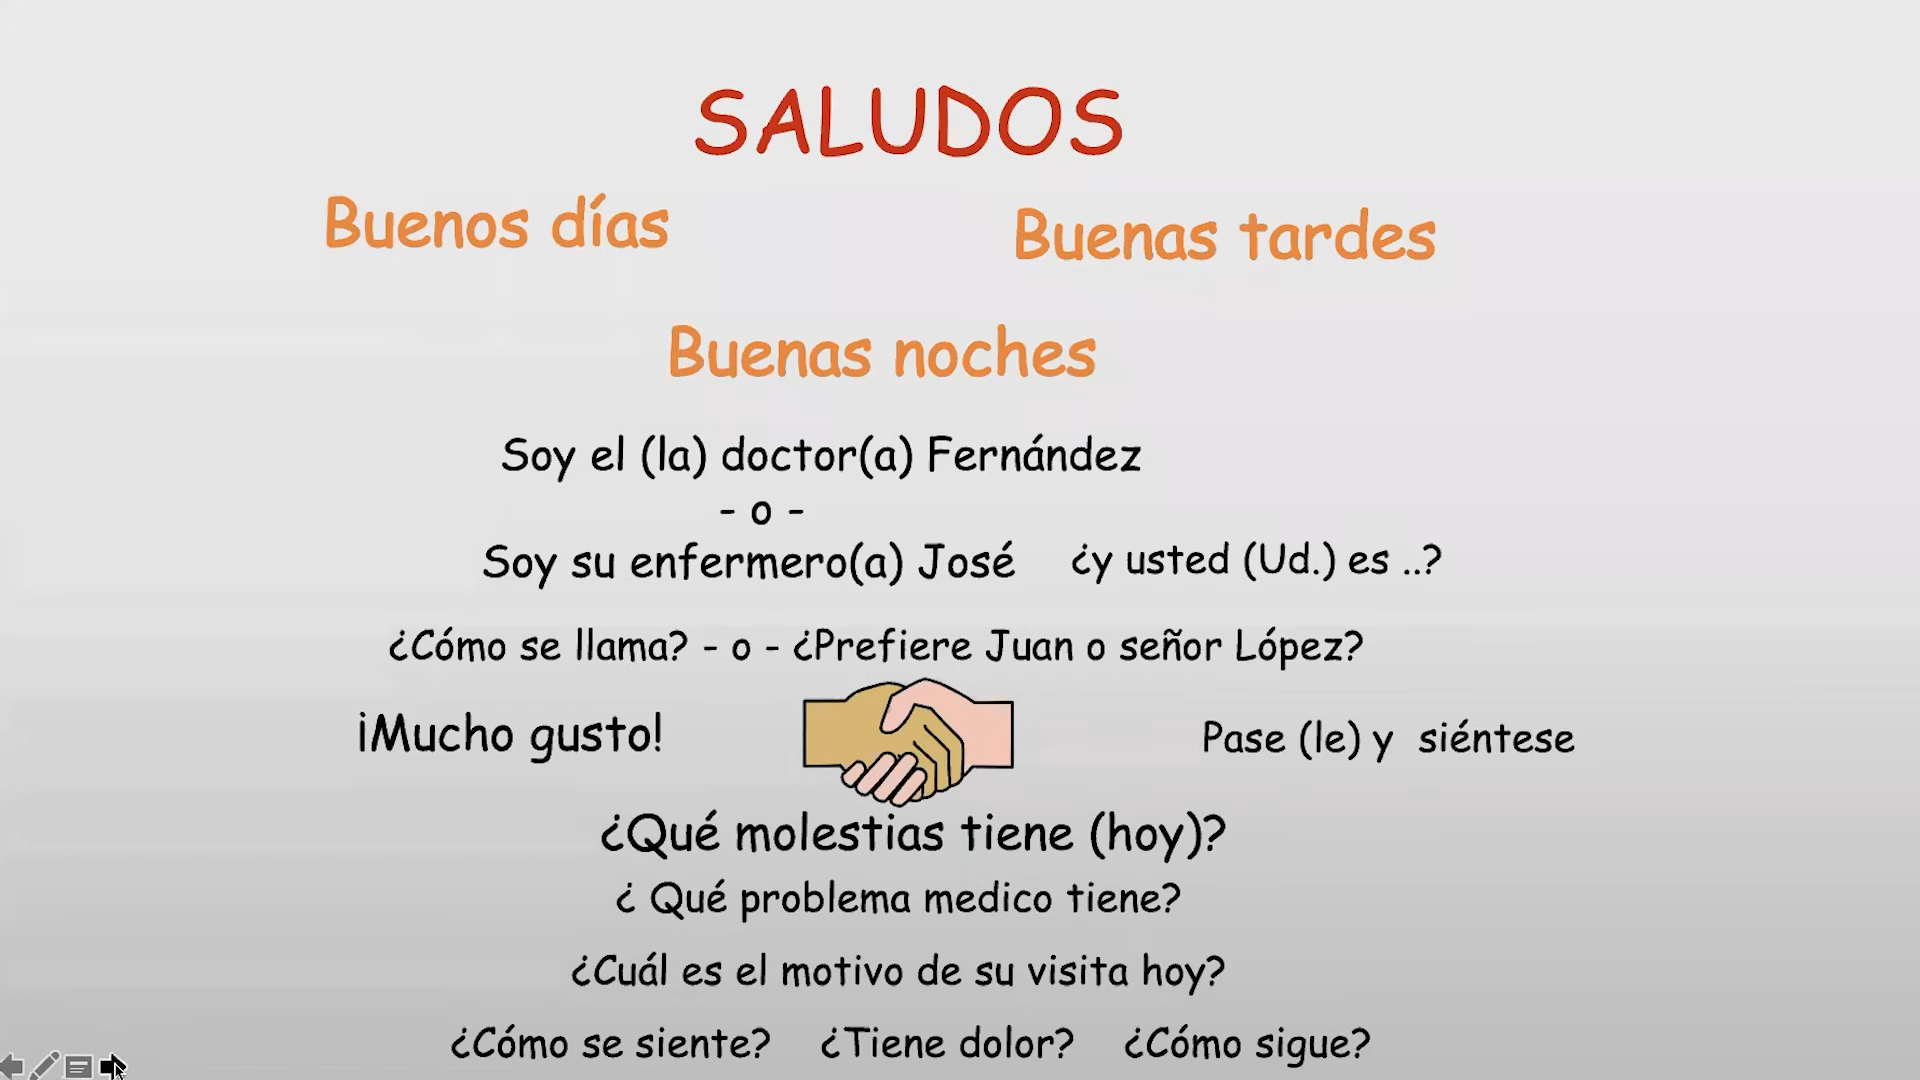 SALUDOS
Buenos días
Buenas tardes
Buenas noches
Soy el (la) doctor(a) Fernández
- o -
Soy su enfermero(a) José
¿y usted (Ud.) es ..?
¿Cómo se llama? - o - ¿Prefiere Juan o señor López?
¡Mucho gusto!
Pase (le) y siéntese
¿Qué molestias tiene (hoy)?
¿ Qué problema medico tiene?
¿Cuál es el motivo de su visita hoy?
¿Cómo se siente? ¿Tiene dolor? ¿Cómo sigue?